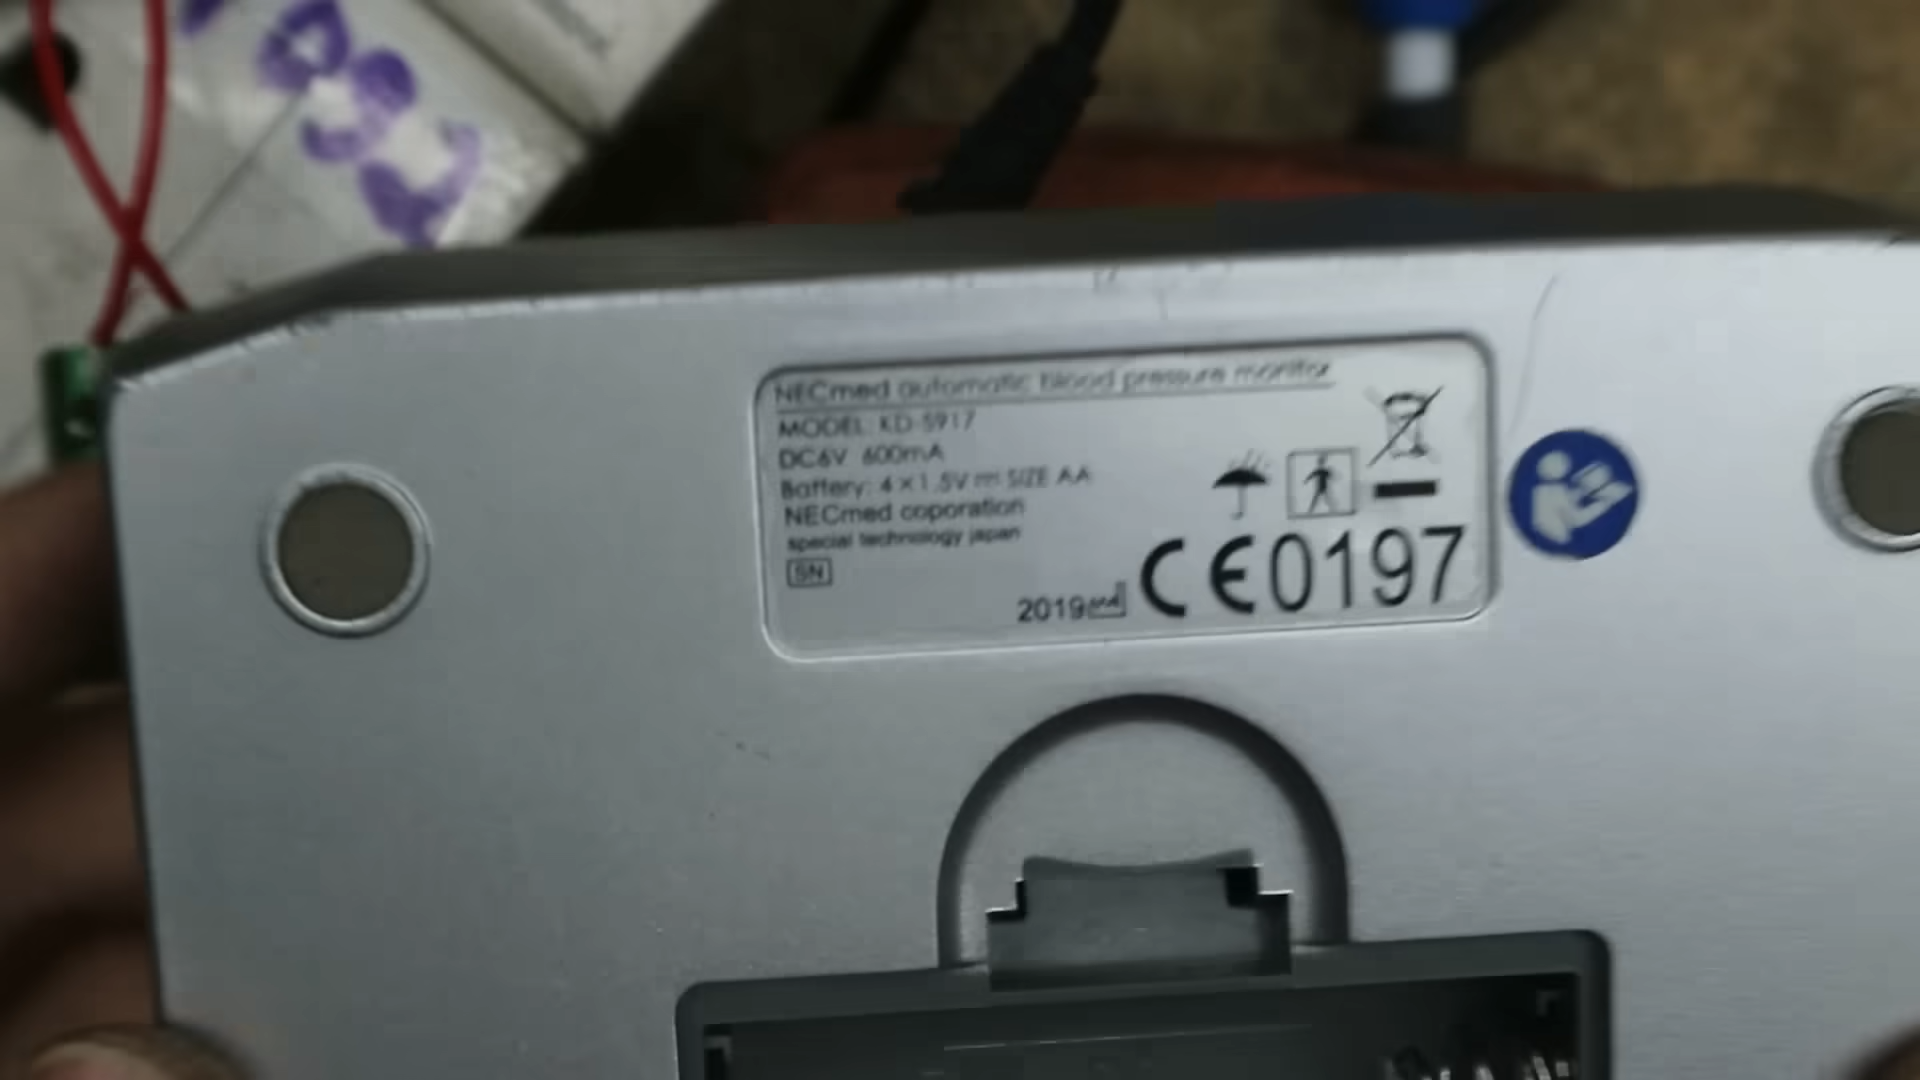 NECmed automatic blood pressure monitor
MODEL: KD-5917
DC6V 600mA
Battery: 4×1.5V⎓SIZE AA
NECmed coporation
special technology japan
SN
2019
CE0197